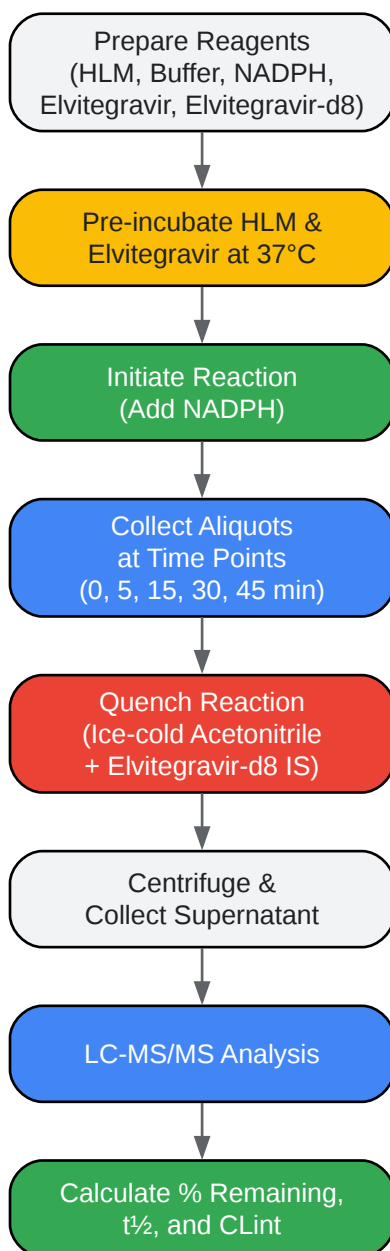 Prepare Reagents
(HLM, Buffer, NADPH,
Elvitegravir, Elvitegravir-d8)
Pre-incubate HLM &
Elvitegravir at 37°C
Initiate Reaction
(Add NADPH)
Collect Aliquots
at Time Points
(0, 5, 15, 30, 45 min)
Quench Reaction
(Ice-cold Acetonitrile
+ Elvitegravir-d8 IS)
Centrifuge &
Collect Supernatant
LC-MS/MS Analysis
Calculate % Remaining,
t½, and CLint